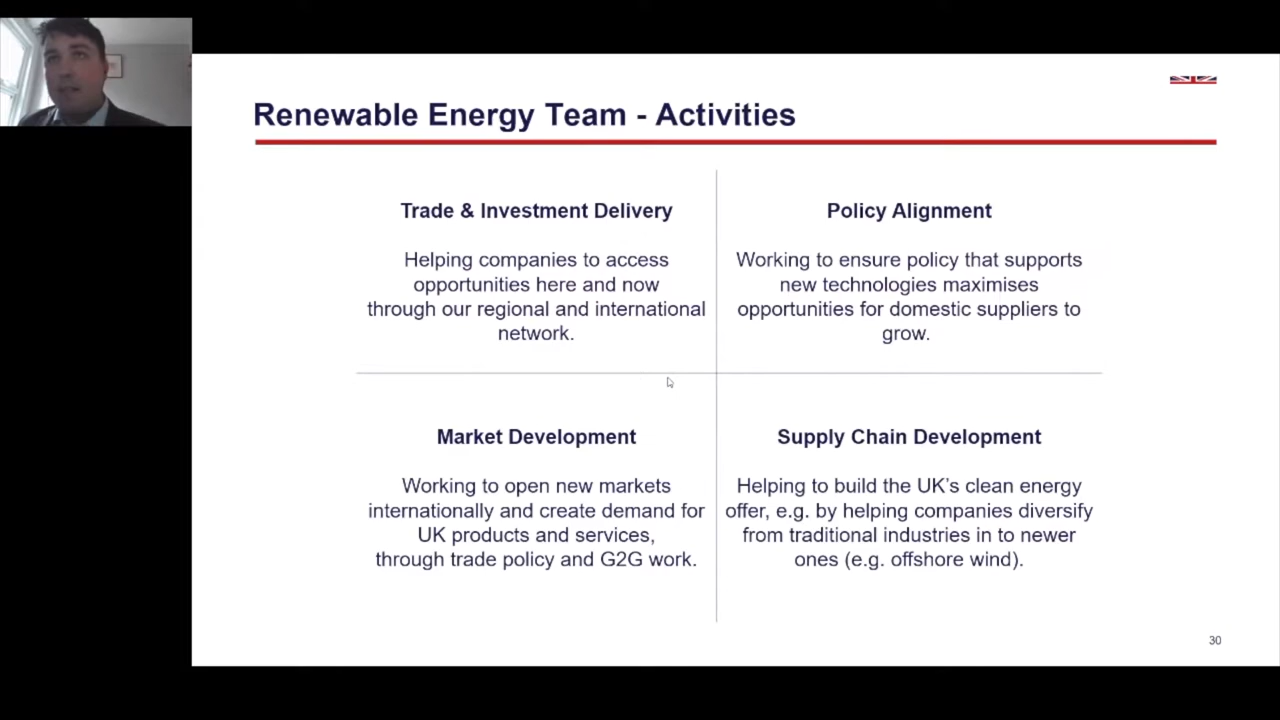 Renewable Energy Team - Activities
Trade & Investment Delivery
Helping companies to access
opportunities here and now
through our regional and international
network.
Policy Alignment
Working to ensure policy that supports
new technologies maximises
opportunities for domestic suppliers to
grow.
Market Development
Working to open new markets
internationally and create demand for
UK products and services,
through trade policy and G2G work.
Supply Chain Development
Helping to build the UK's clean energy
offer, e.g. by helping companies diversify
from traditional industries in to newer
ones (e.g. offshore wind).
30